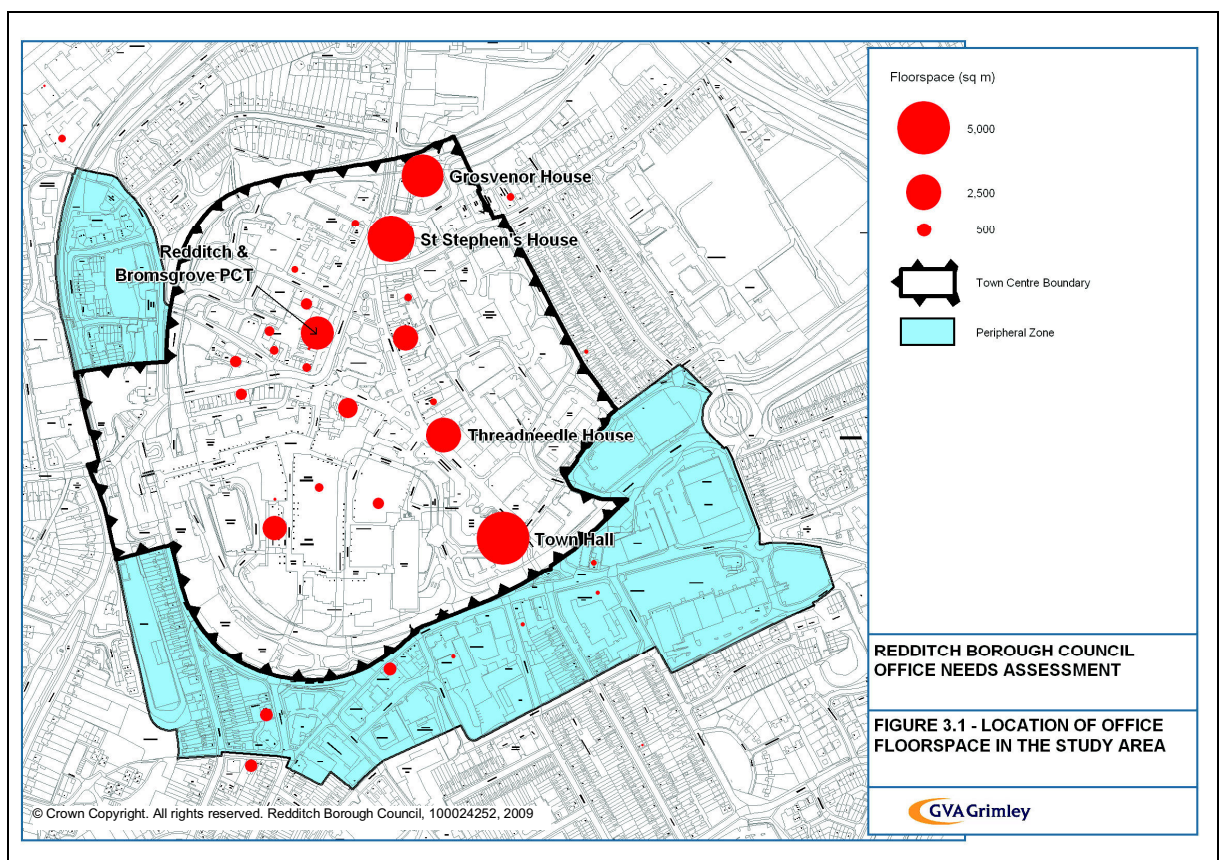 Grosvenor House
St Stephen's House
Redditch &
Bromsgrove PCT
Threadneedle House
Town Hall
© Crown Copyright. All rights reserved. Redditch Borough Council, 100024252, 2009
Floorspace (sq m)
5,000
2,500
500
Town Centre Boundary
Peripheral Zone
REDDITCH BOROUGH COUNCIL
OFFICE NEEDS ASSESSMENT
FIGURE 3.1 - LOCATION OF OFFICE
FLOORSPACE IN THE STUDY AREA
GVAGrimley